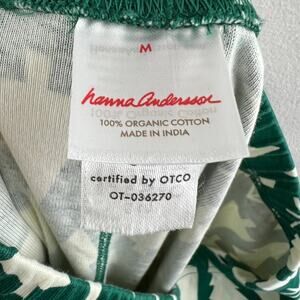 M
hanna andersson
100% ORGANIC COTTON
MADE IN INDIA
certified by OTCO
OT-036270